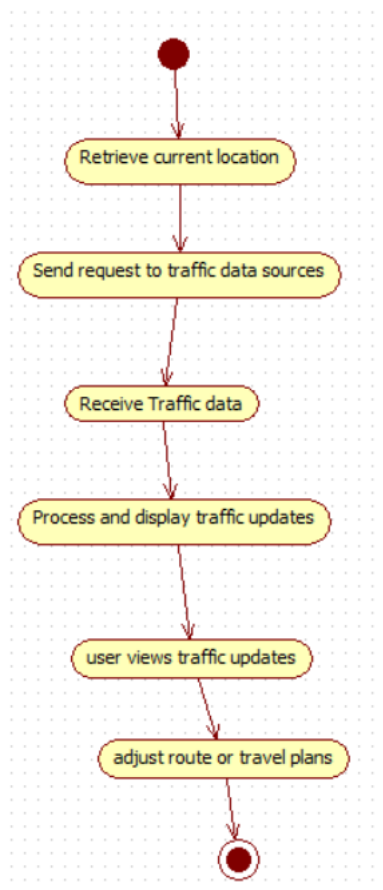 Retrieve current location
Send request to traffic data sources
Receive Traffic data
Process and display traffic updates
user views traffic updates
adjust route or travel plans